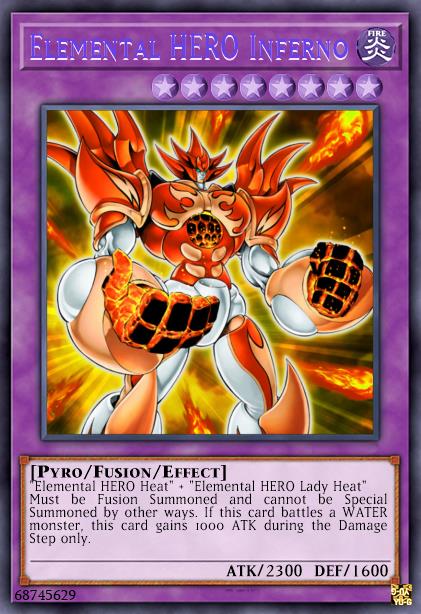 Elemental HERO Inferno
FIRE
炎
[Pyro/Fusion/Effect]
"Elemental HERO Heat" + "Elemental HERO Lady Heat"
Must be Fusion Summoned and cannot be Special
Summoned by other ways. If this card battles a WATER
monster, this card gains 1000 ATK during the Damage
Step only.
ATK/2300 DEF/1600
68745629